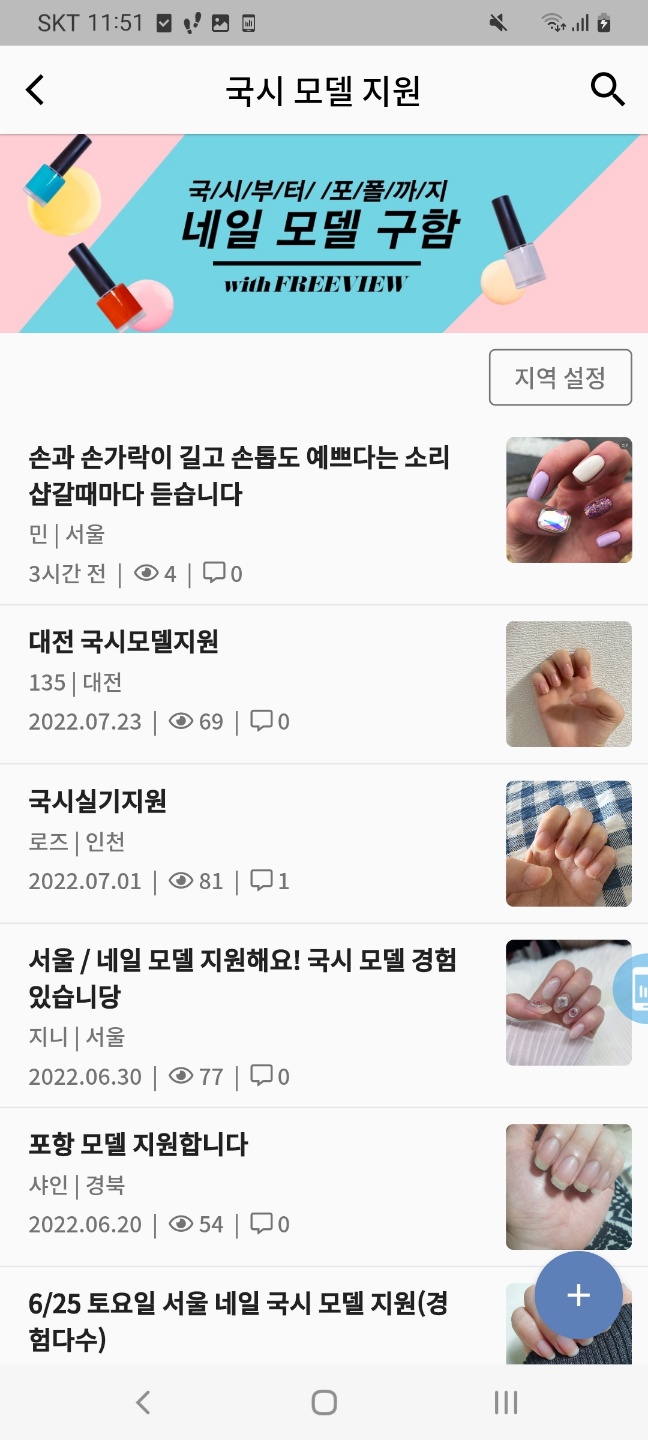 SKT 11:51
국시 모델 지원
국/시/부/터/ /포/폴/까/지
네일 모델 구함
with FREEVIEW
지역 설정
손과 손가락이 길고 손톱도 예쁘다는 소리
샵갈때마다 듣습니다
민 | 서울
3시간 전 | 4 | 0
대전 국시모델지원
135 | 대전
2022.07.23 | 69 | 0
국시실기지원
로즈 | 인천
2022.07.01 | 81 | 1
서울 / 네일 모델 지원해요! 국시 모델 경험
있습니당
지니 | 서울
2022.06.30 | 77 | 0
포항 모델 지원합니다
샤인 | 경북
2022.06.20 | 54 | 0
6/25 토요일 서울 네일 국시 모델 지원(경
험다수)